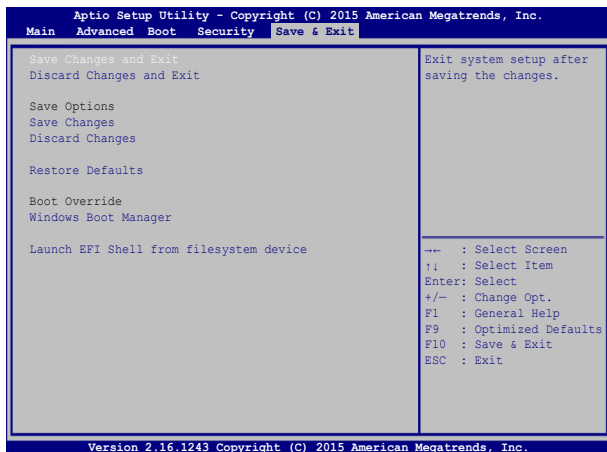 Aptio Setup Utility - Copyright (C) 2015 American Megatrends, Inc.
Main Advanced Boot Security Save & Exit
Save Changes and Exit
Discard Changes and Exit
Save Options
Save Changes
Discard Changes
Restore Defaults
Boot Override
Windows Boot Manager
Launch EFI Shell from filesystem device
Exit system setup after
saving the changes.
→← : Select Screen
↑↓ : Select Item
Enter: Select
+/— : Change Opt.
F1 : General Help
F9 : Optimized Defaults
F10 : Save & Exit
ESC : Exit
Version 2.16.1243 Copyright (C) 2015 American Megatrends, Inc.